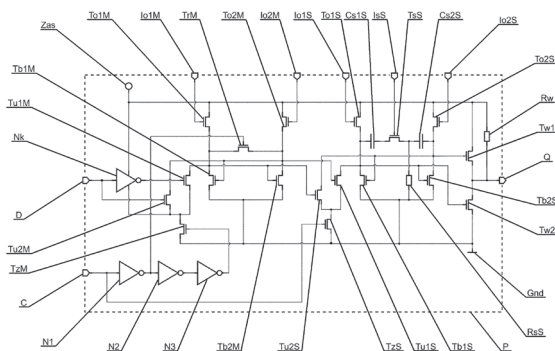 To1M
Io1M
TrM
To2M
Io2M
Io1S
To1S
Cs1S
IsS
TsS
Cs2S
Io2S
Zas
Tb1M
Tu1M
Nk
D
Tu2M
TzM
C
N1
N2
N3
Tb2M
Tu2S
TzS
Tu1S
Tb1S
P
RsS
Gnd
Tw2
Tb2S
Q
Tw1
Rw
To2S